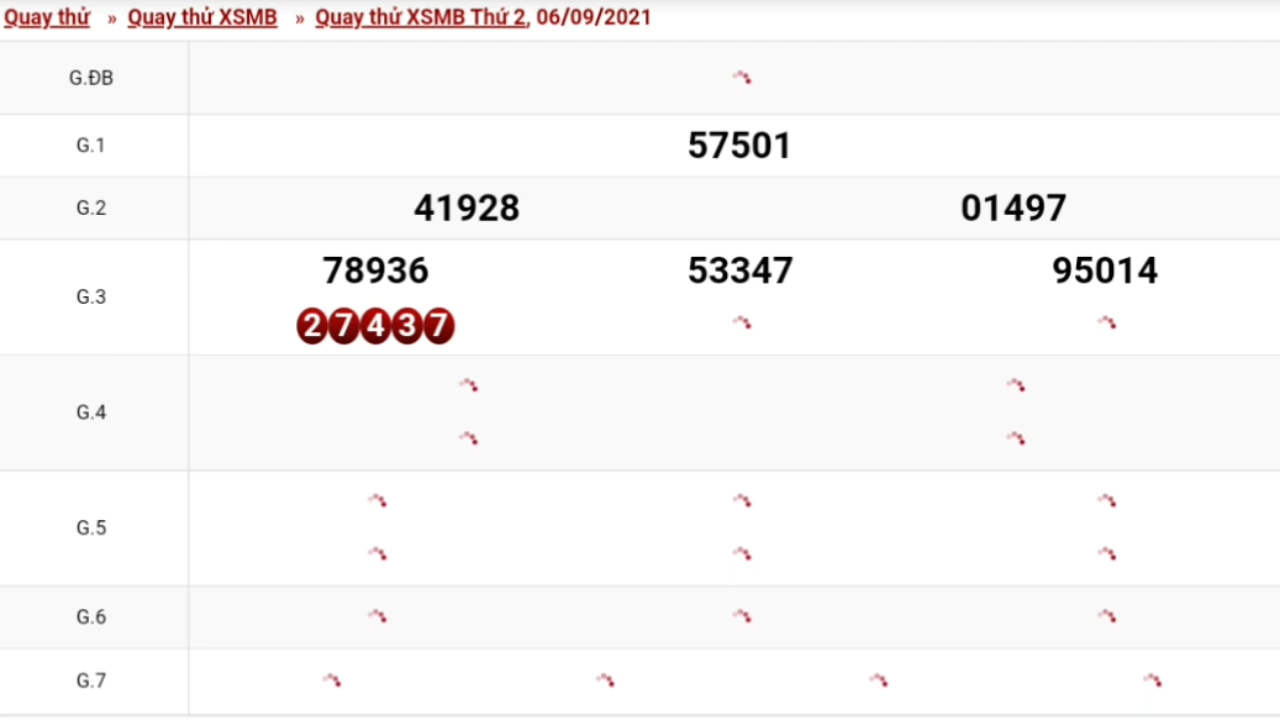 Quay thử » Quay thử XSMB » Quay thử XSMB Thứ 2, 06/09/2021
G.ĐB
G.1 57501
G.2 41928 01497
G.3 78936 53347 95014
27437
G.4
G.5
G.6
G.7